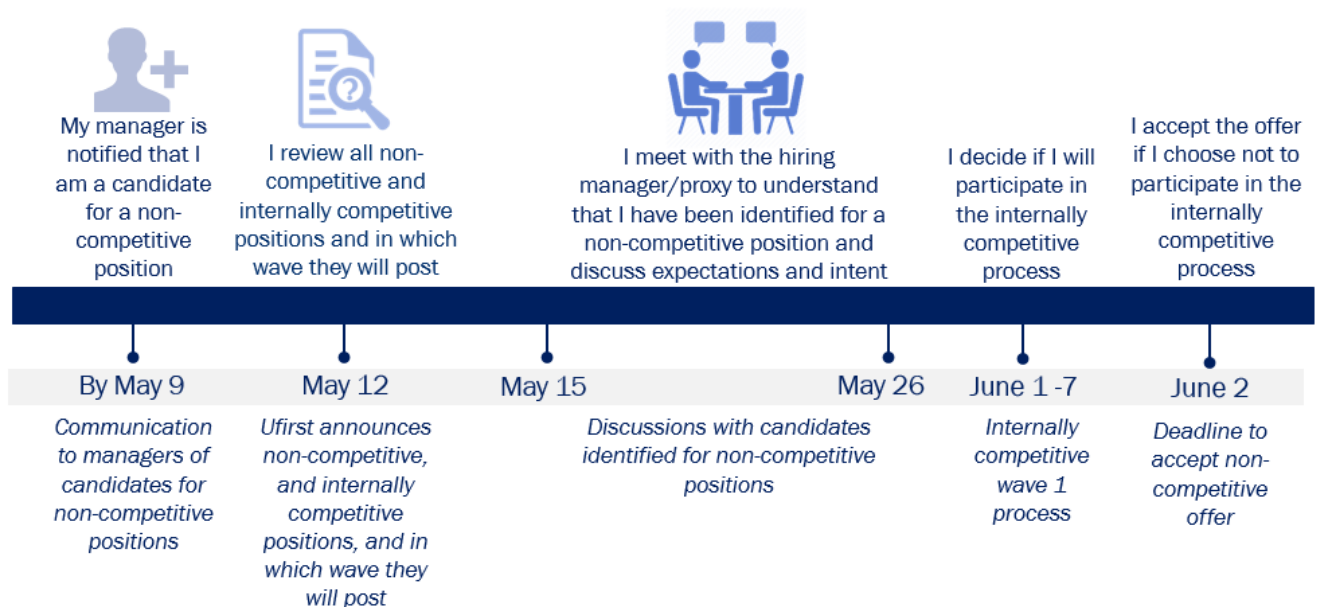 My manager is
notified that I
am a candidate
for a non-
competitive
position
I review all non-
competitive and
internally competitive
positions and in which
wave they will post
?
I meet with the hiring
manager/proxy to understand
that I have been identified for a
non-competitive position and
discuss expectations and intent
I decide if I will
participate in
the internally
competitive
process
I accept the offer
if I choose not to
participate in the
internally
competitive
process
By May 9
May 12
May 15
May 26
June 1 -7
June 2
Communication
to managers of
candidates for
non-competitive
positions
Ufirst announces
non-competitive,
and internally
competitive
positions, and in
which wave they
will post
Discussions with candidates
identified for non-competitive
positions
Internally
competitive
wave 1
process
Deadline to
accept non-
competitive
offer